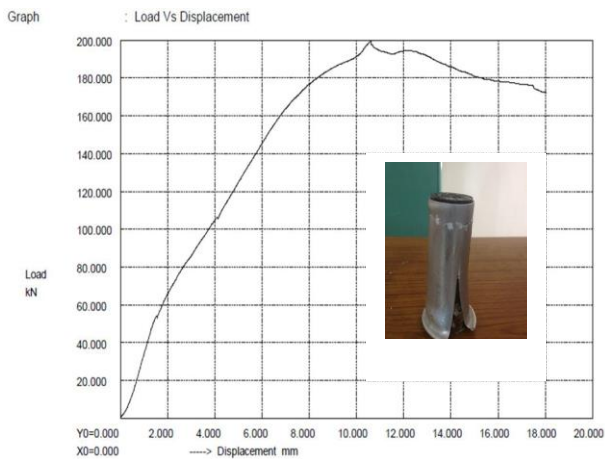 Graph : Load Vs Displacement
200.000
180.000
160.000
140.000
120.000
100.000
80.000
Load
60.000
kN
40.000
20.000
Y0=0.000 2.000 4.000 6.000 8.000 10.000 12.000 14.000 16.000 18.000 20.000
X0=0.000 -----> Displacement mm